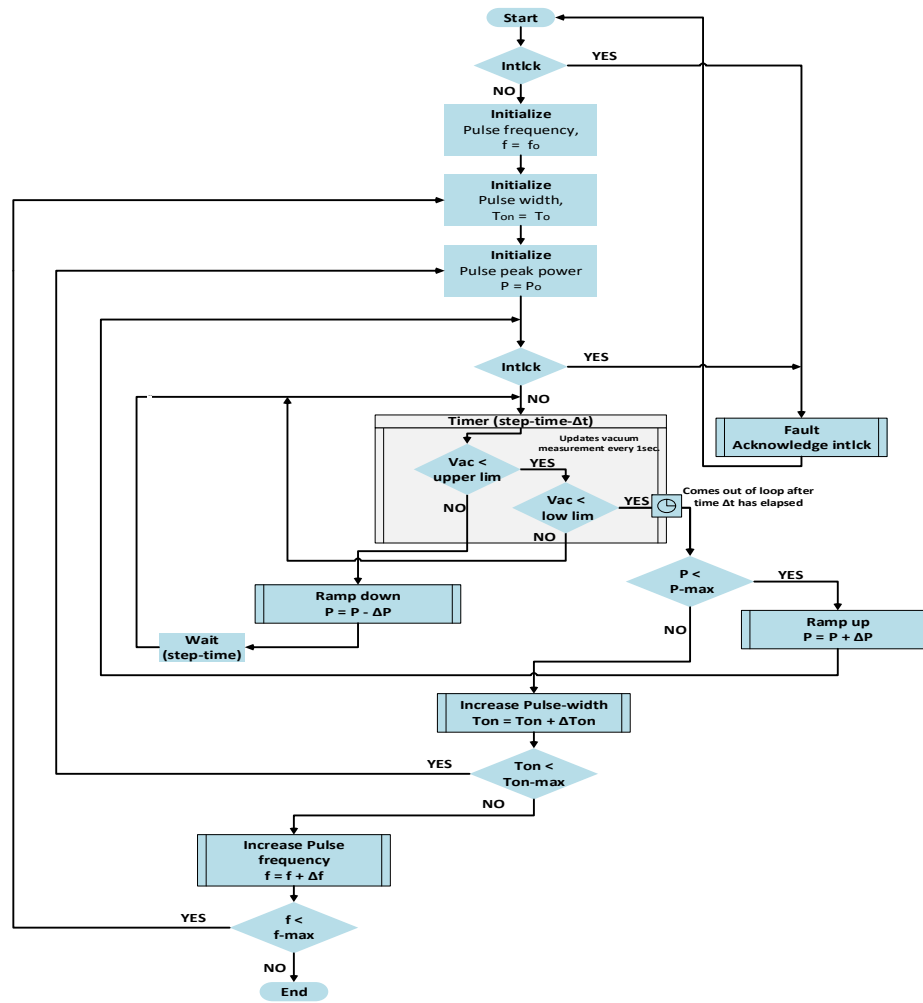 Start
Intlck
YES
NO
Initialize
Pulse frequency,
f = fo
Initialize
Pulse width,
Ton = To
Initialize
Pulse peak power
P = Po
Intlck
YES
NO
Timer (step-time-Δt)
Updates vacuum
measurement every 1sec.
Vac <
upper lim
YES
NO
Vac <
low lim
YES
NO
Comes out of loop after
time Δt has elapsed
Fault
Acknowledge intlck
P <
P-max
YES
NO
Ramp down
P = P - ΔP
Wait
(step-time)
Ramp up
P = P + ΔP
Increase Pulse-width
Ton = Ton + ΔTon
Ton <
Ton-max
YES
NO
Increase Pulse
frequency
f = f + Δf
f <
f-max
YES
NO
End